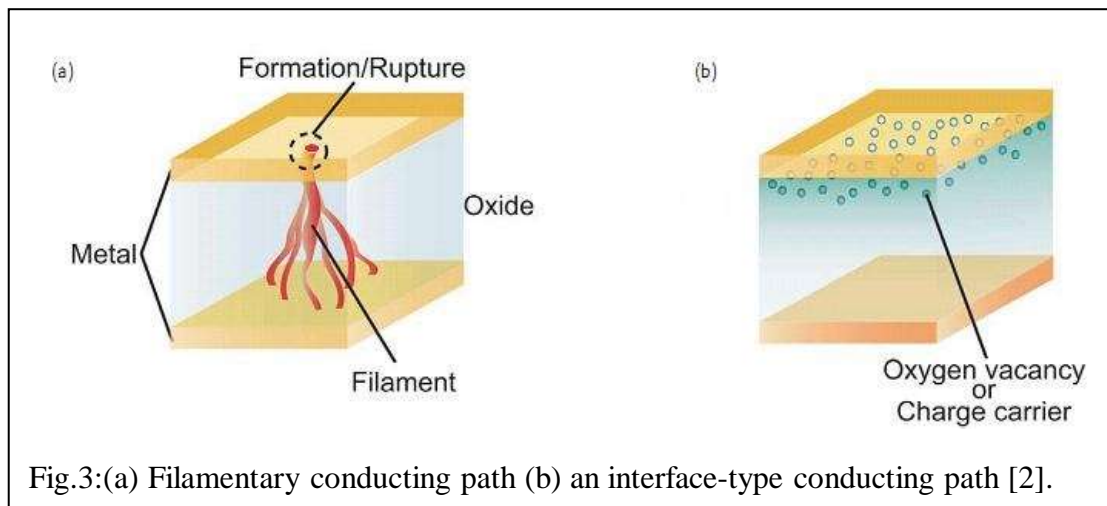 (a)
Formation/Rupture
Metal
Oxide
Filament
(b)
Oxygen vacancy
or
Charge carrier
Fig.3:(a) Filamentary conducting path (b) an interface-type conducting path [2].